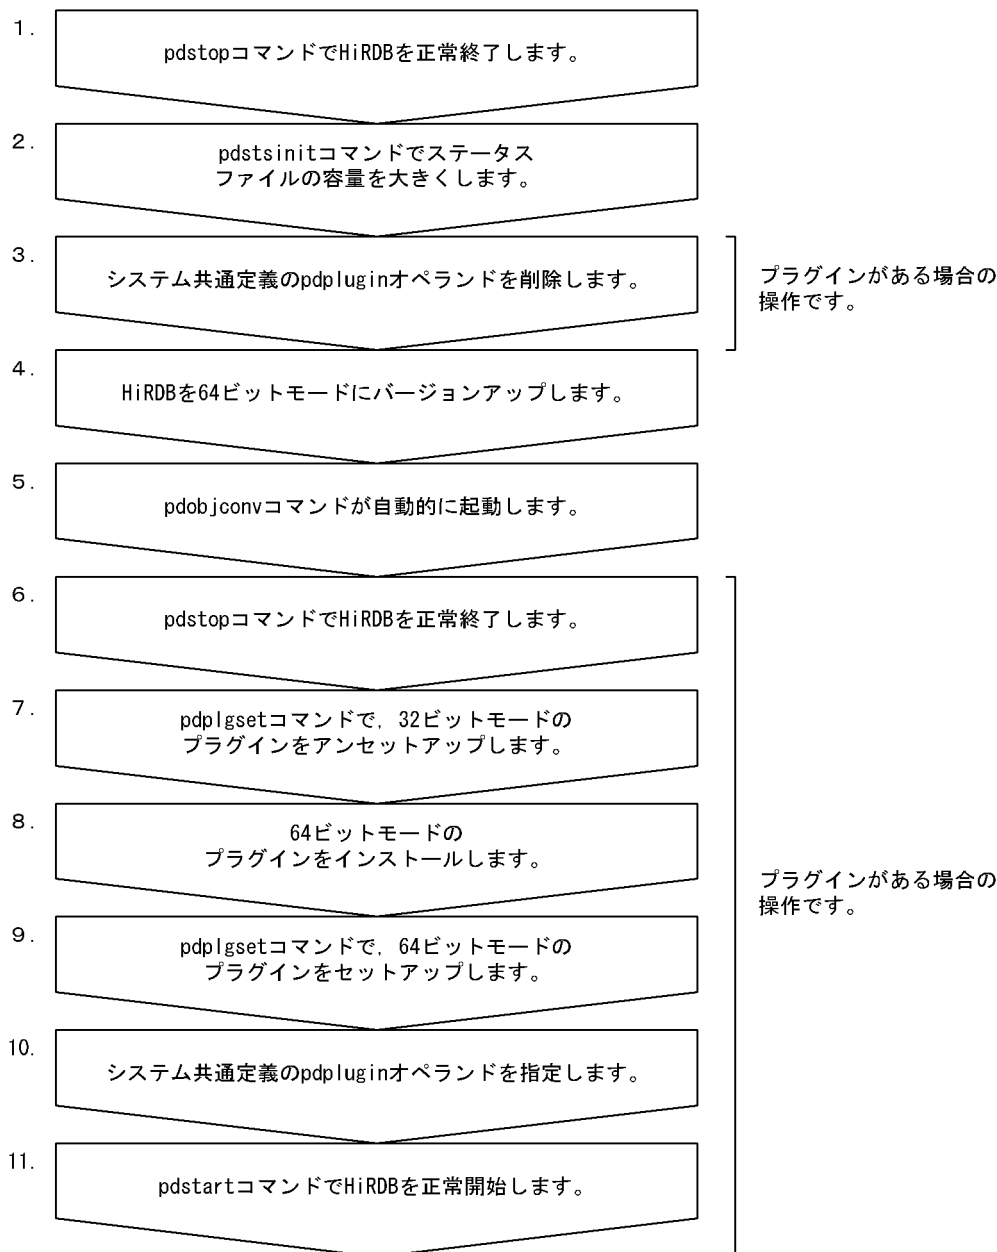 1.
pdstopコマンドでHiRDBを正常終了します。
2.
pdstsinitコマンドでステータス
ファイルの容量を大きくします。
3.
システム共通定義のpdpluginオペランドを削除します。
プラグインがある場合の
操作です。
4.
HiRDBを64ビットモードにバージョンアップします。
5.
pdobjconvコマンドが自動的に起動します。
6.
pdstopコマンドでHiRDBを正常終了します。
7.
pdplgsetコマンドで，32ビットモードの
プラグインをアンセットアップします。
8.
64ビットモードの
プラグインをインストールします。
プラグインがある場合の
操作です。
9.
pdplgsetコマンドで，64ビットモードの
プラグインをセットアップします。
10.
システム共通定義のpdpluginオペランドを指定します。
11.
pdstartコマンドでHiRDBを正常開始します。